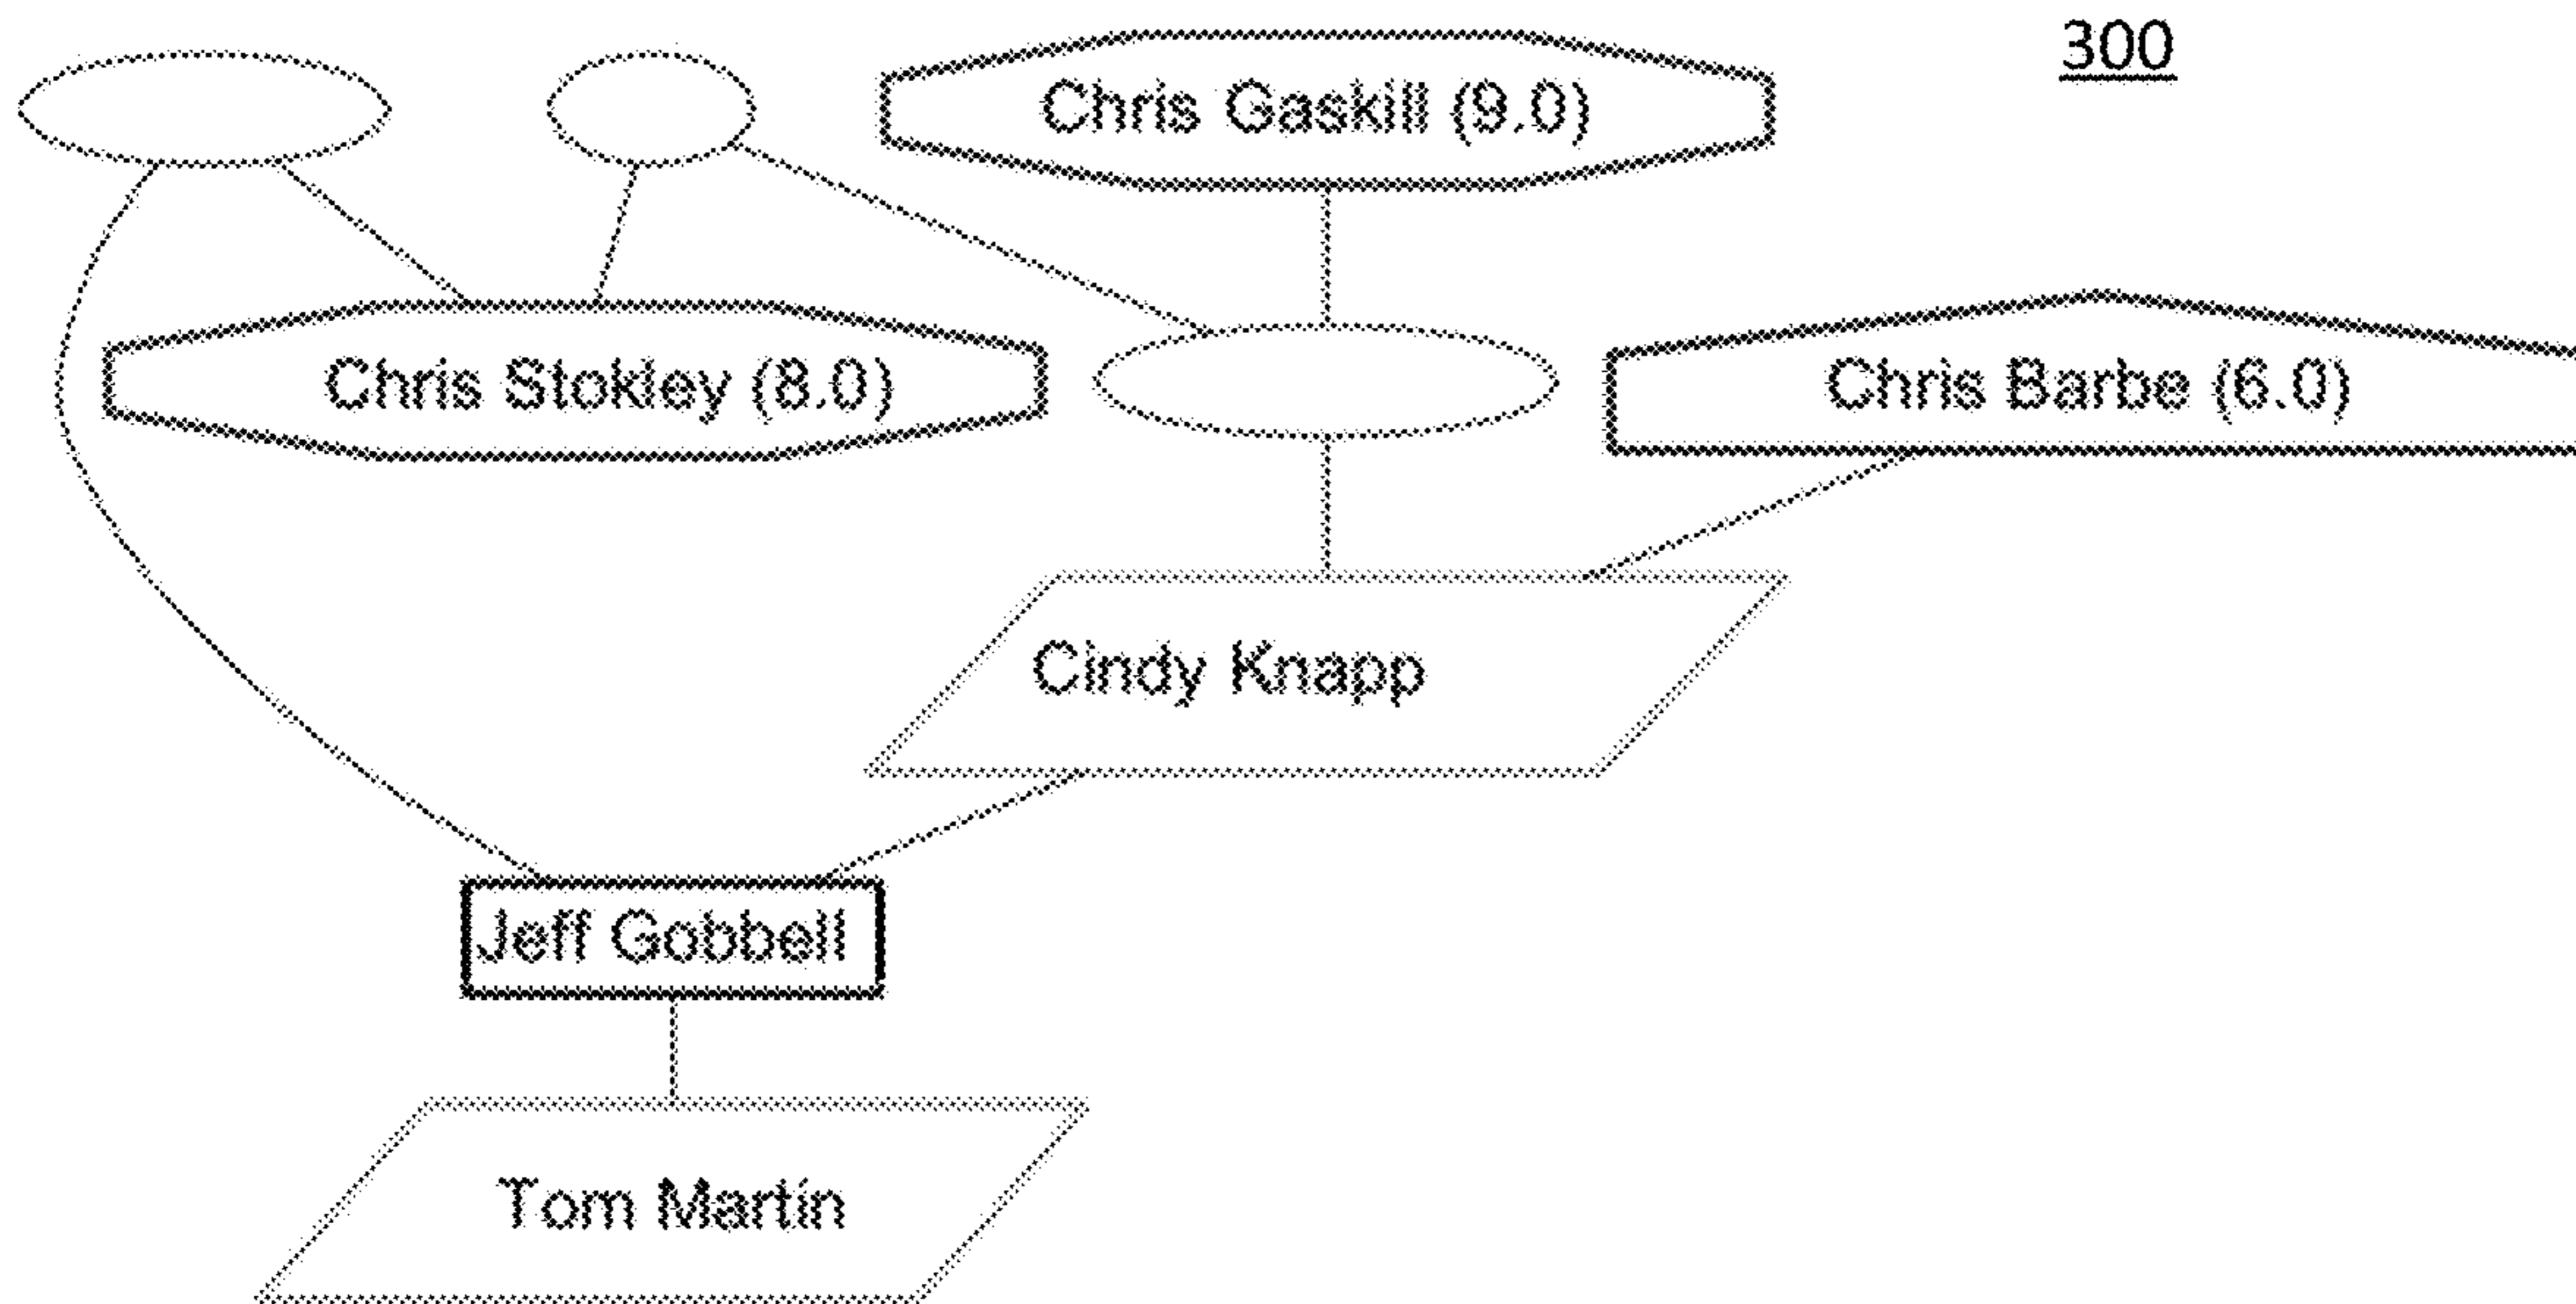 300
Chris Gaskill (9.0)
Chris Stokley (8.0)
Chris Barbe (6.0)
Cindy Knapp
Jeff Gobbell
Tom Martin